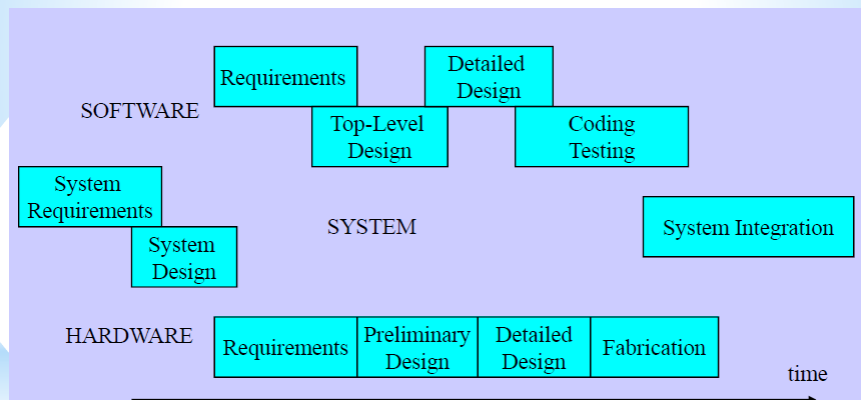 Requirements
Detailed
Design
SOFTWARE
Top-Level
Design
Coding
Testing
System
Requirements
System
Design
SYSTEM
System Integration
HARDWARE
Requirements
Preliminary
Design
Detailed
Design
Fabrication
time